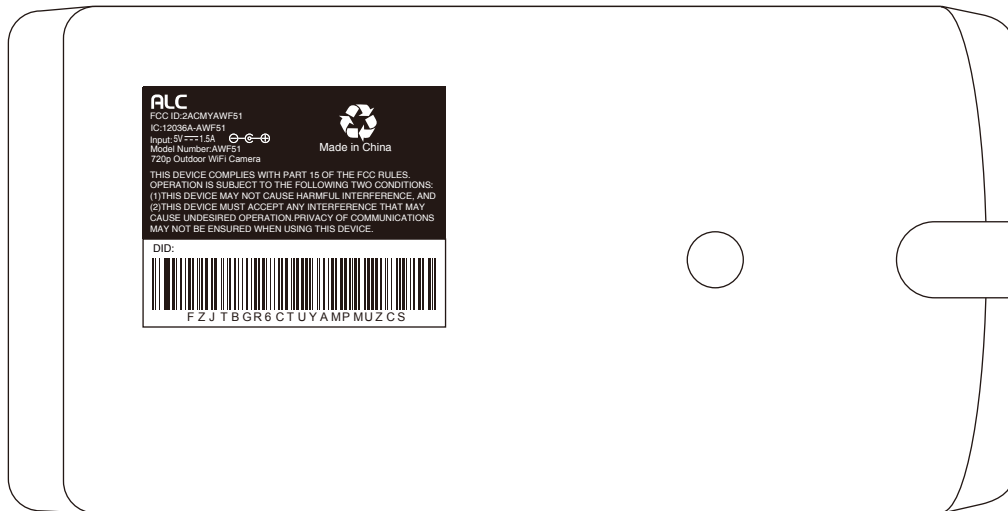 ALC
FCC ID:2ACMYAWF51
IC:12036A-AWF51
Input: 5V 1.5A
Model Number:AWF51
720p Outdoor WiFi Camera
Made in China
THIS DEVICE COMPLIES WITH PART 15 OF THE FCC RULES.
OPERATION IS SUBJECT TO THE FOLLOWING TWO CONDITIONS:
(1)THIS DEVICE MAY NOT CAUSE HARMFUL INTERFERENCE, AND
(2)THIS DEVICE MUST ACCEPT ANY INTERFERENCE THAT MAY
CAUSE UNDESIRED OPERATION.PRIVACY OF COMMUNICATIONS
MAY NOT BE ENSURED WHEN USING THIS DEVICE.
DID:
FZJTBGR6CTUYAMPMUZCS